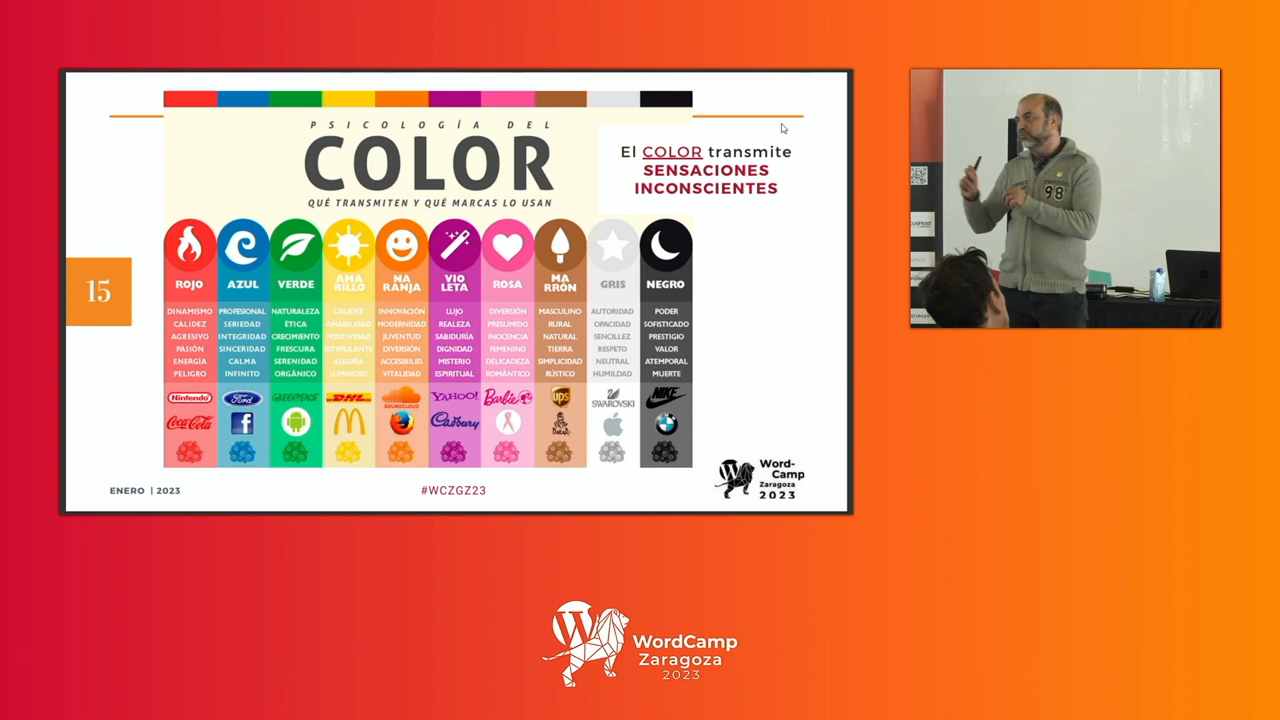 PSICOLOGÍA DEL
COLOR
QUÉ TRANSMITEN Y QUÉ MARCAS LO USAN
El COLOR transmite
SENSACIONES
INCONSCIENTES
15
ROJO
DINAMISMO
CALIDEZ
AGRESIVO
PASIÓN
ENERGÍA
PELIGRO
Nintendo
Coca-Cola
AZUL
PROFESIONAL
SERIEDAD
INTEGRIDAD
SINCERIDAD
CALMA
INFINITO
Ford
f
VERDE
NATURALEZA
ÉTICA
CRECIMIENTO
FRESCURA
SERENIDAD
ORGÁNICO
GREENPEACE
AMA
RILLO
CALIDEZ
AMABILIDAD
POSITIVIDAD
ESTIMULANTE
ALEGRÍA
LUMINOSO
DHL
NA
RANJA
INNOVACIÓN
MODERNIDAD
JUVENTUD
DIVERSIÓN
ACCESIBILID.
VITALIDAD
SOUNDCLOUD
VIO
LETA
LUJO
REALEZA
SABIDURÍA
DIGNIDAD
MISTERIO
ESPIRITUAL
YAHOO!
Cadbury
ROSA
DIVERSIÓN
PRESUMIDO
INOCENCIA
FEMENINO
DELICADEZA
ROMÁNTICO
Barbie
MA
RRÓN
MASCULINO
RURAL
NATURAL
TIERRA
SIMPLICIDAD
RÚSTICO
ups
DAKAR
GRIS
AUTORIDAD
OPACIDAD
SENCILLEZ
RESPETO
NEUTRAL
HUMILDAD
SWAROVSKI
NEGRO
PODER
SOFISTICADO
PRESTIGIO
VALOR
ATEMPORAL
MUERTE
NIKE
ENERO | 2023
#WCZGZ23
Word-
Camp
Zaragoza
2023
98
WordCamp
Zaragoza
2023